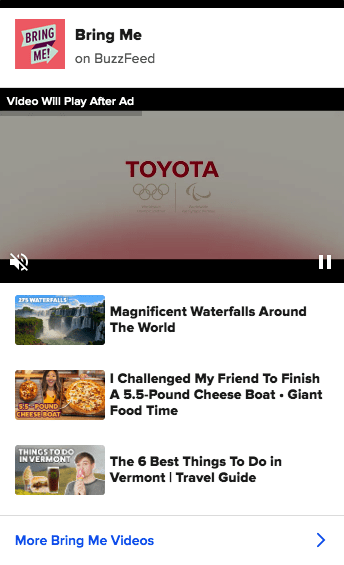 BRING
ME!
Bring Me
on BuzzFeed
Video Will Play After Ad
TOYOTA
275 WATERFALLS
Magnificent Waterfalls Around
The World
5.5-POUND
CHEESE BOAT
I Challenged My Friend To Finish
A 5.5-Pound Cheese Boat • Giant
Food Time
THINGS TO DO
IN VERMONT
The 6 Best Things To Do in
Vermont | Travel Guide
More Bring Me Videos